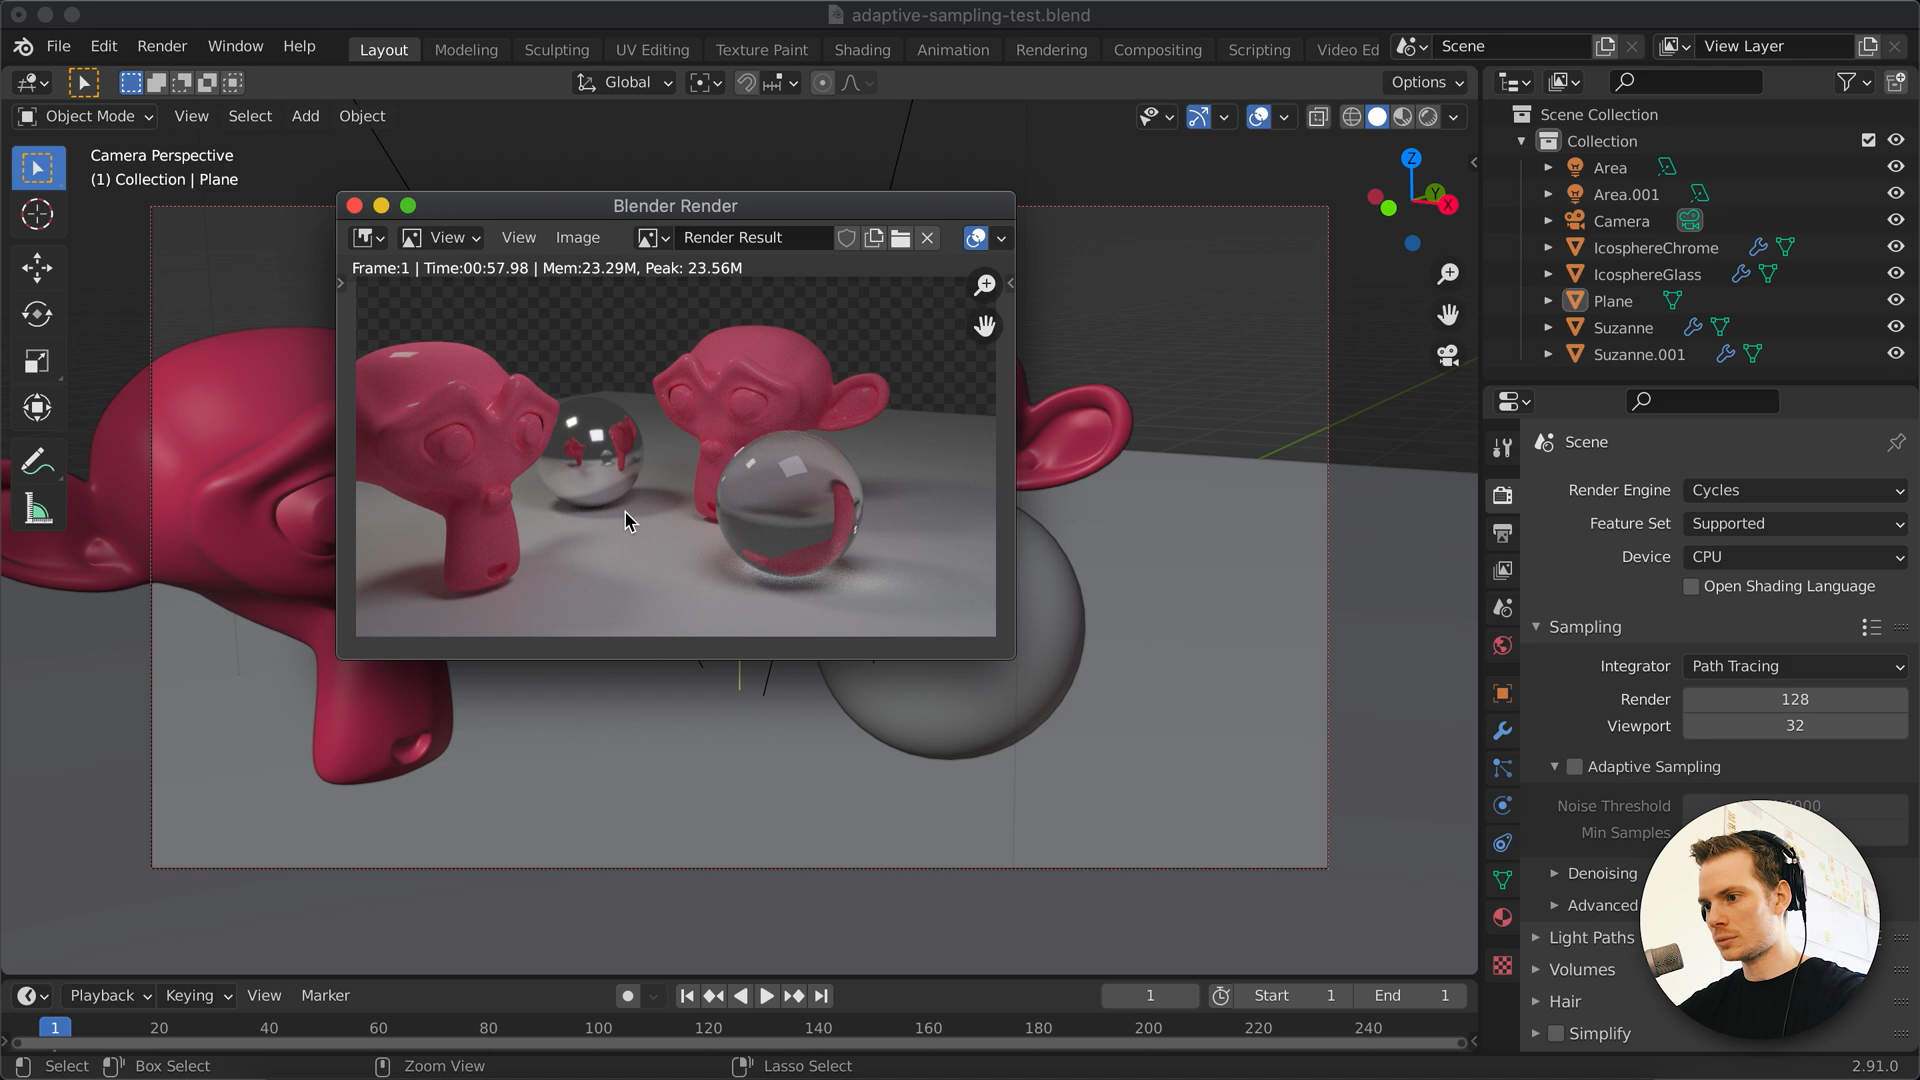 adaptive-sampling-test.blend
File Edit Render Window Help
Layout Modeling Sculpting UV Editing Texture Paint Shading Animation Rendering Compositing Scripting Video Ed
Scene
View Layer
Global
Options
Object Mode View Select Add Object
Camera Perspective
(1) Collection | Plane
Z
Y
X
Blender Render
View View Image Render Result
Frame:1 | Time:00:57.98 | Mem:23.29M, Peak: 23.56M
Scene Collection
Collection
Area
Area.001
Camera
IcosphereChrome
IcosphereGlass
Plane
Suzanne
Suzanne.001
Scene
Render Engine Cycles
Feature Set Supported
Device CPU
Open Shading Language
Sampling
Integrator Path Tracing
Render 128
Viewport 32
Adaptive Sampling
Noise Threshold
Min Samples
Denoising
Advanced
Light Paths
Volumes
Hair
Simplify
Playback Keying View Marker
1
Start 1
End 1
1 20 40 60 80 100 120 140 160 180 200 220 240
Select Box Select Zoom View Lasso Select
2.91.0